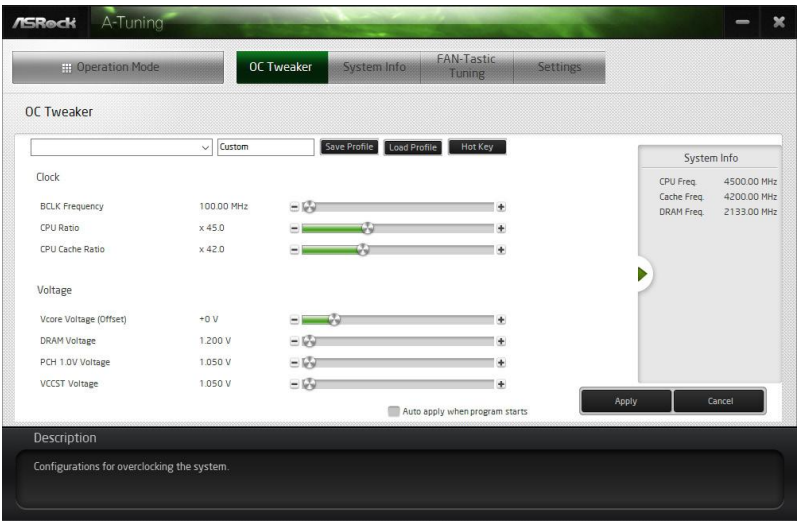 ASRock A-Tuning
Operation Mode
OC Tweaker
System Info
FAN-Tastic
Tuning
Settings
OC Tweaker
Custom
Save Profile
Load Profile
Hot Key
Clock
BCLK Frequency 100.00 MHz
CPU Ratio x 45.0
CPU Cache Ratio x 42.0
Voltage
Vcore Voltage (Offset) +0 V
DRAM Voltage 1.200 V
PCH 1.0V Voltage 1.050 V
VCCST Voltage 1.050 V
Auto apply when program starts
System Info
CPU Freq. 4500.00 MHz
Cache Freq. 4200.00 MHz
DRAM Freq. 2133.00 MHz
Apply
Cancel
Description
Configurations for overclocking the system.